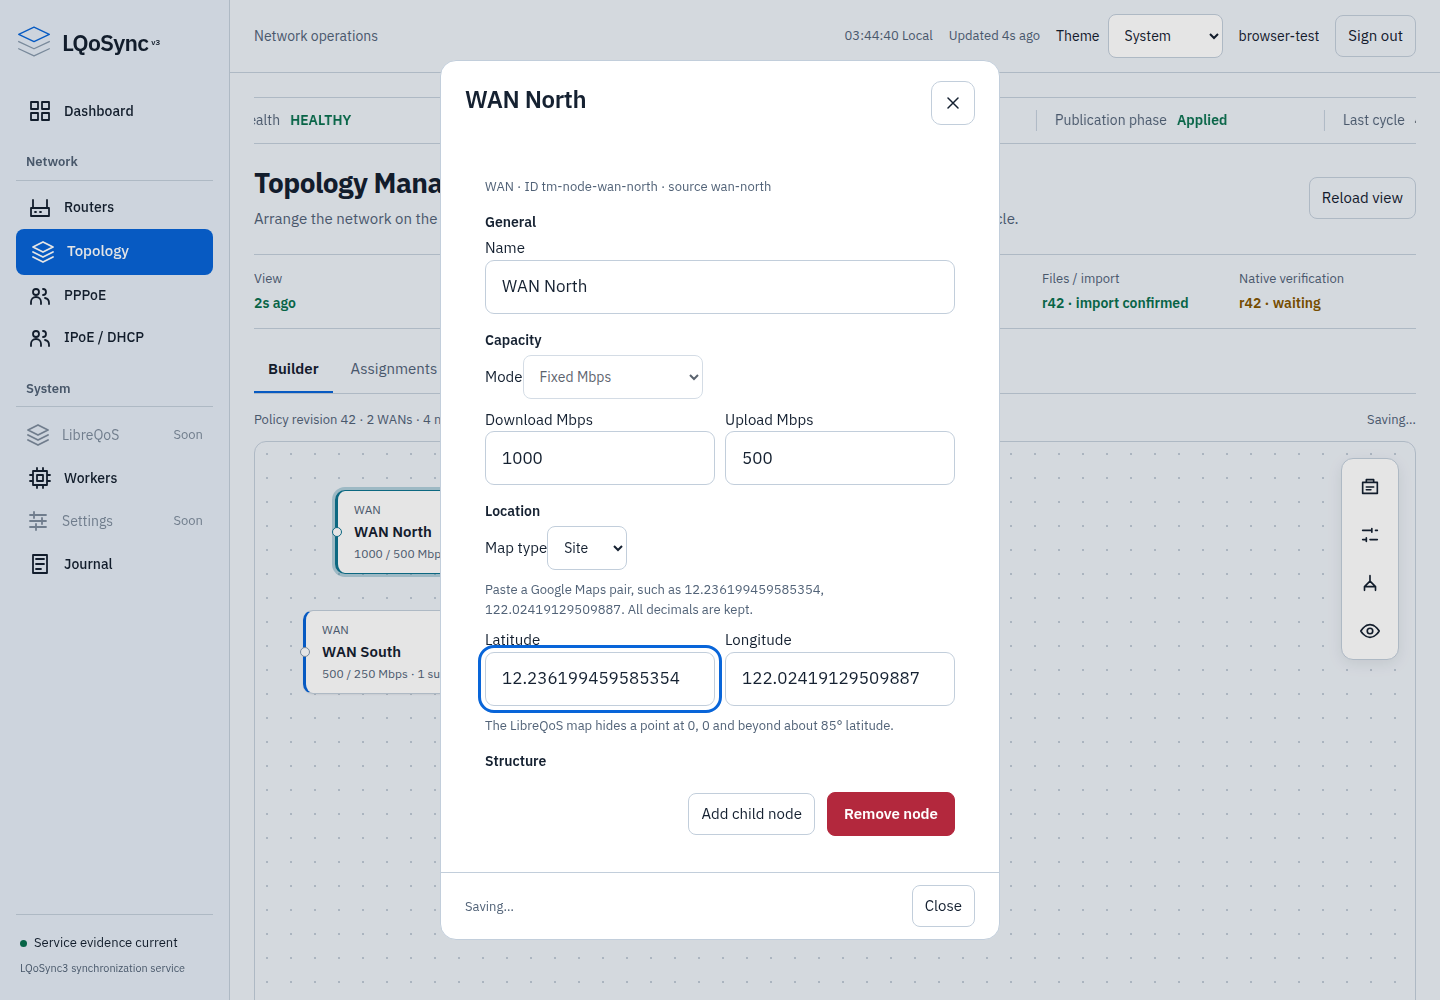 LQoSync v3
Network operations
03:44:40 Local
Updated 4s ago
Theme
System
browser-test
Sign out
Dashboard
Network
Routers
Topology
PPPoE
IPoE / DHCP
System
LibreQoS Soon
Workers
Settings Soon
Journal
Service evidence current
LQoSync3 synchronization service
ealth HEALTHY
Publication phase Applied
Last cycle
Topology Mana
Arrange the network on the
cle.
Reload view
View
2s ago
Files / import
r42 · import confirmed
Native verification
r42 · waiting
Builder
Assignments
Policy revision 42 · 2 WANs · 4
Saving...
WAN
WAN North
1000 / 500 Mbp
WAN
WAN South
500 / 250 Mbps · 1 su
WAN North
WAN · ID tm-node-wan-north · source wan-north
General
Name
WAN North
Capacity
Mode Fixed Mbps
Download Mbps
Upload Mbps
1000
500
Location
Map type Site
Paste a Google Maps pair, such as 12.236199459585354,
122.02419129509887. All decimals are kept.
Latitude
Longitude
12.236199459585354
122.02419129509887
The LibreQoS map hides a point at 0, 0 and beyond about 85° latitude.
Structure
Add child node
Remove node
Saving...
Close